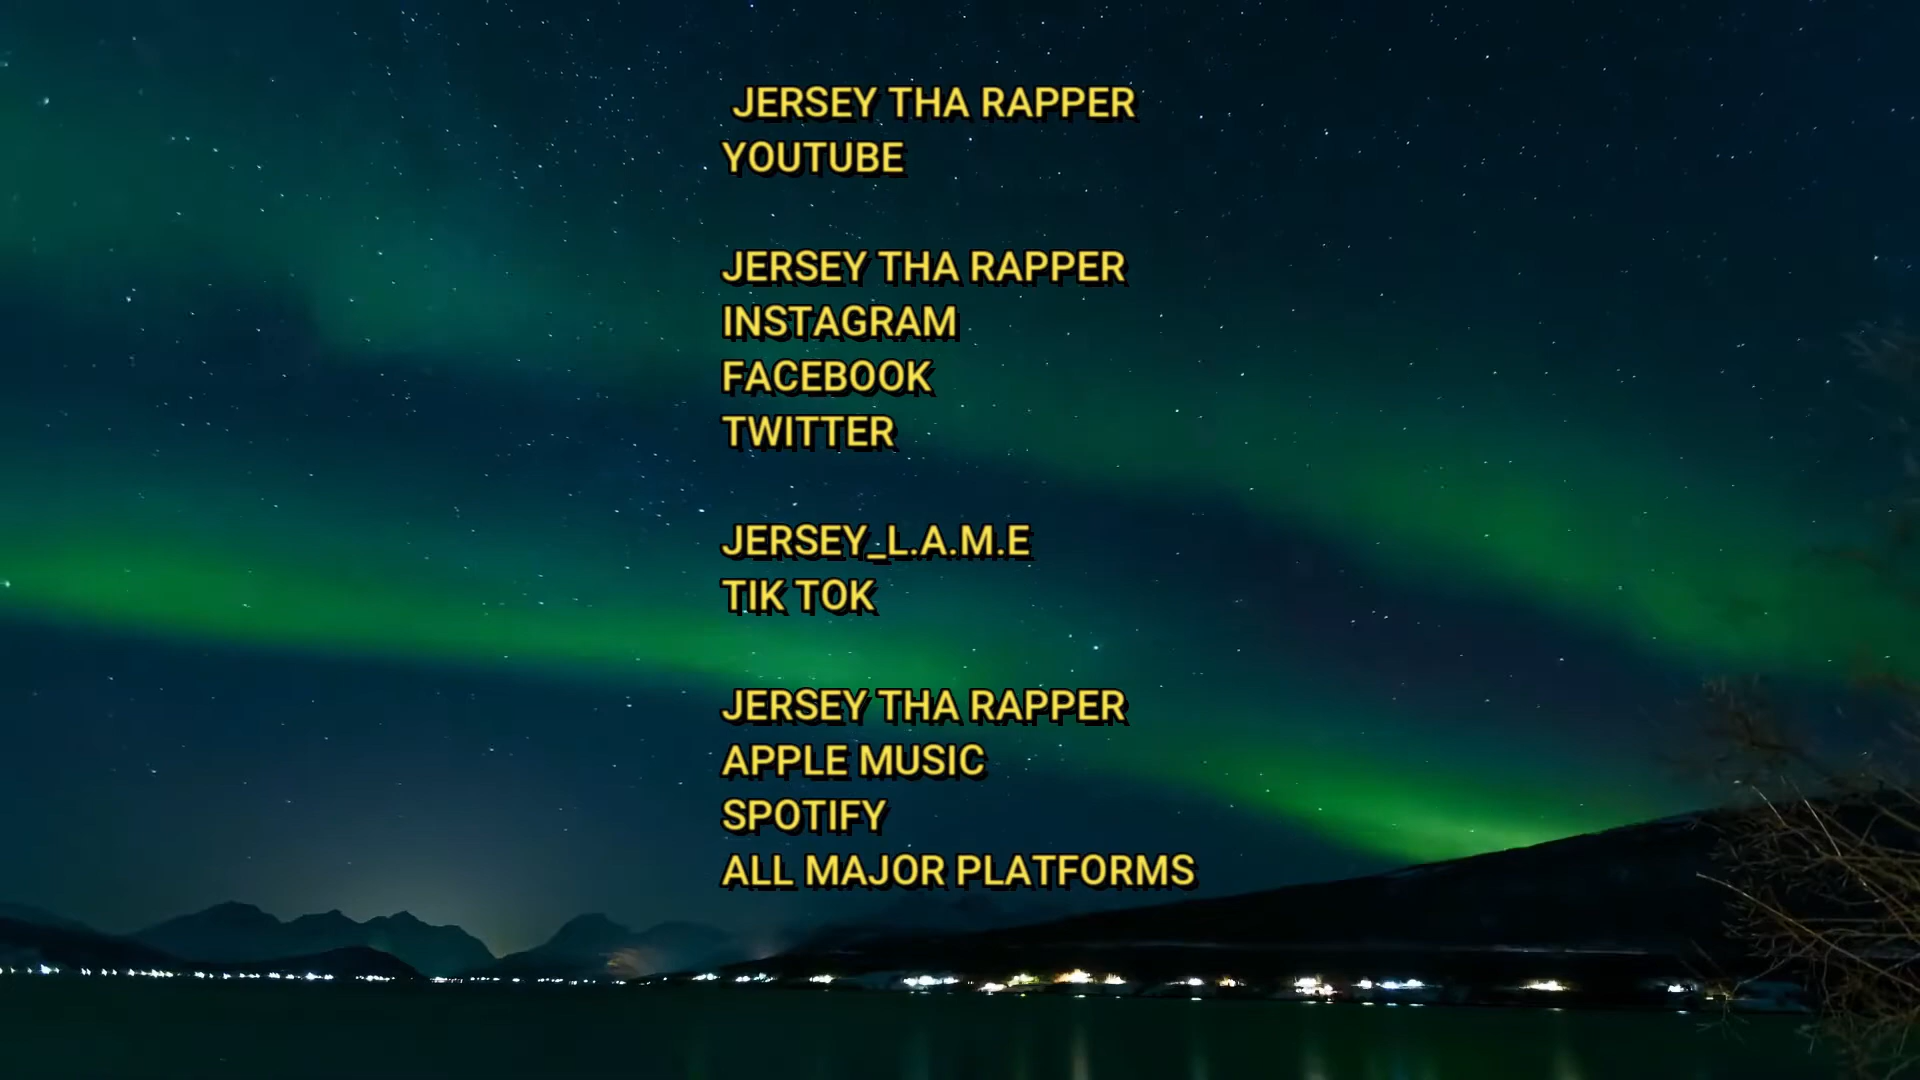 JERSEY THA RAPPER
YOUTUBE
JERSEY THA RAPPER
INSTAGRAM
FACEBOOK
TWITTER
JERSEY_L.A.M.E
TIK TOK
JERSEY THA RAPPER
APPLE MUSIC
SPOTIFY
ALL MAJOR PLATFORMS